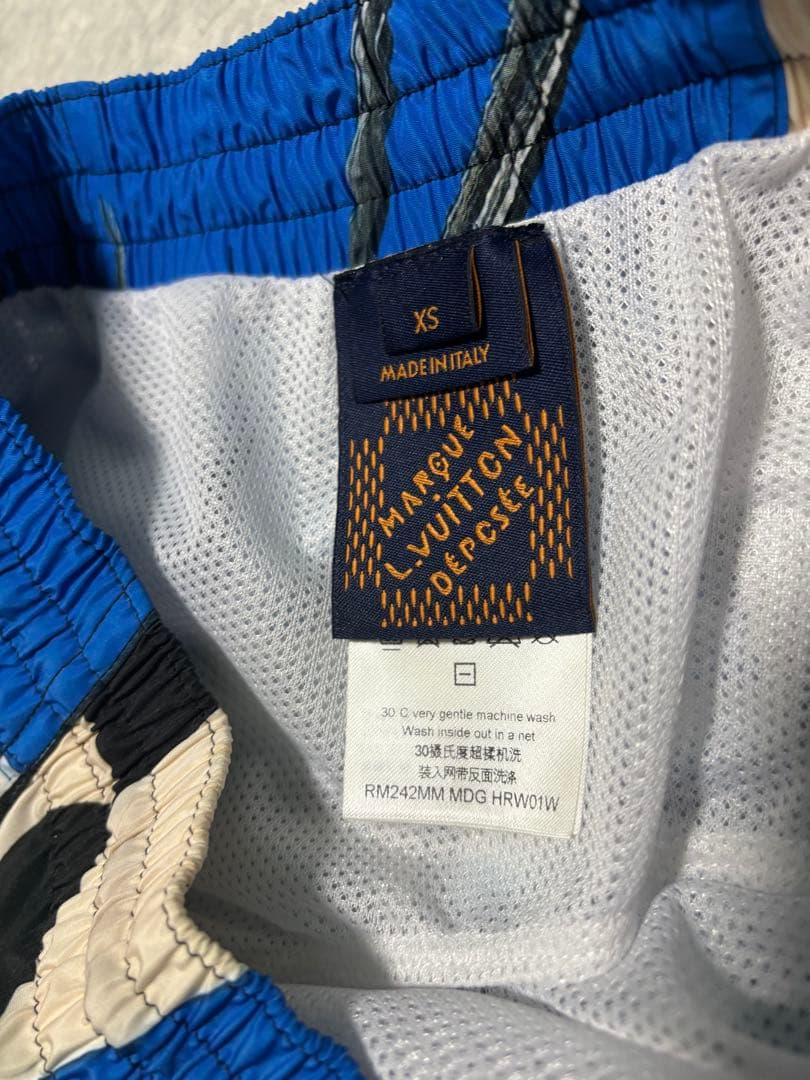 XS
MADE IN ITALY
MARQUE
L.VUITTON
DÉPOSÉE
30 C very gentle machine wash
Wash inside out in a net
30摄氏度超揉机洗
装入网带反面洗涤
RM242MM MDG HRW01W